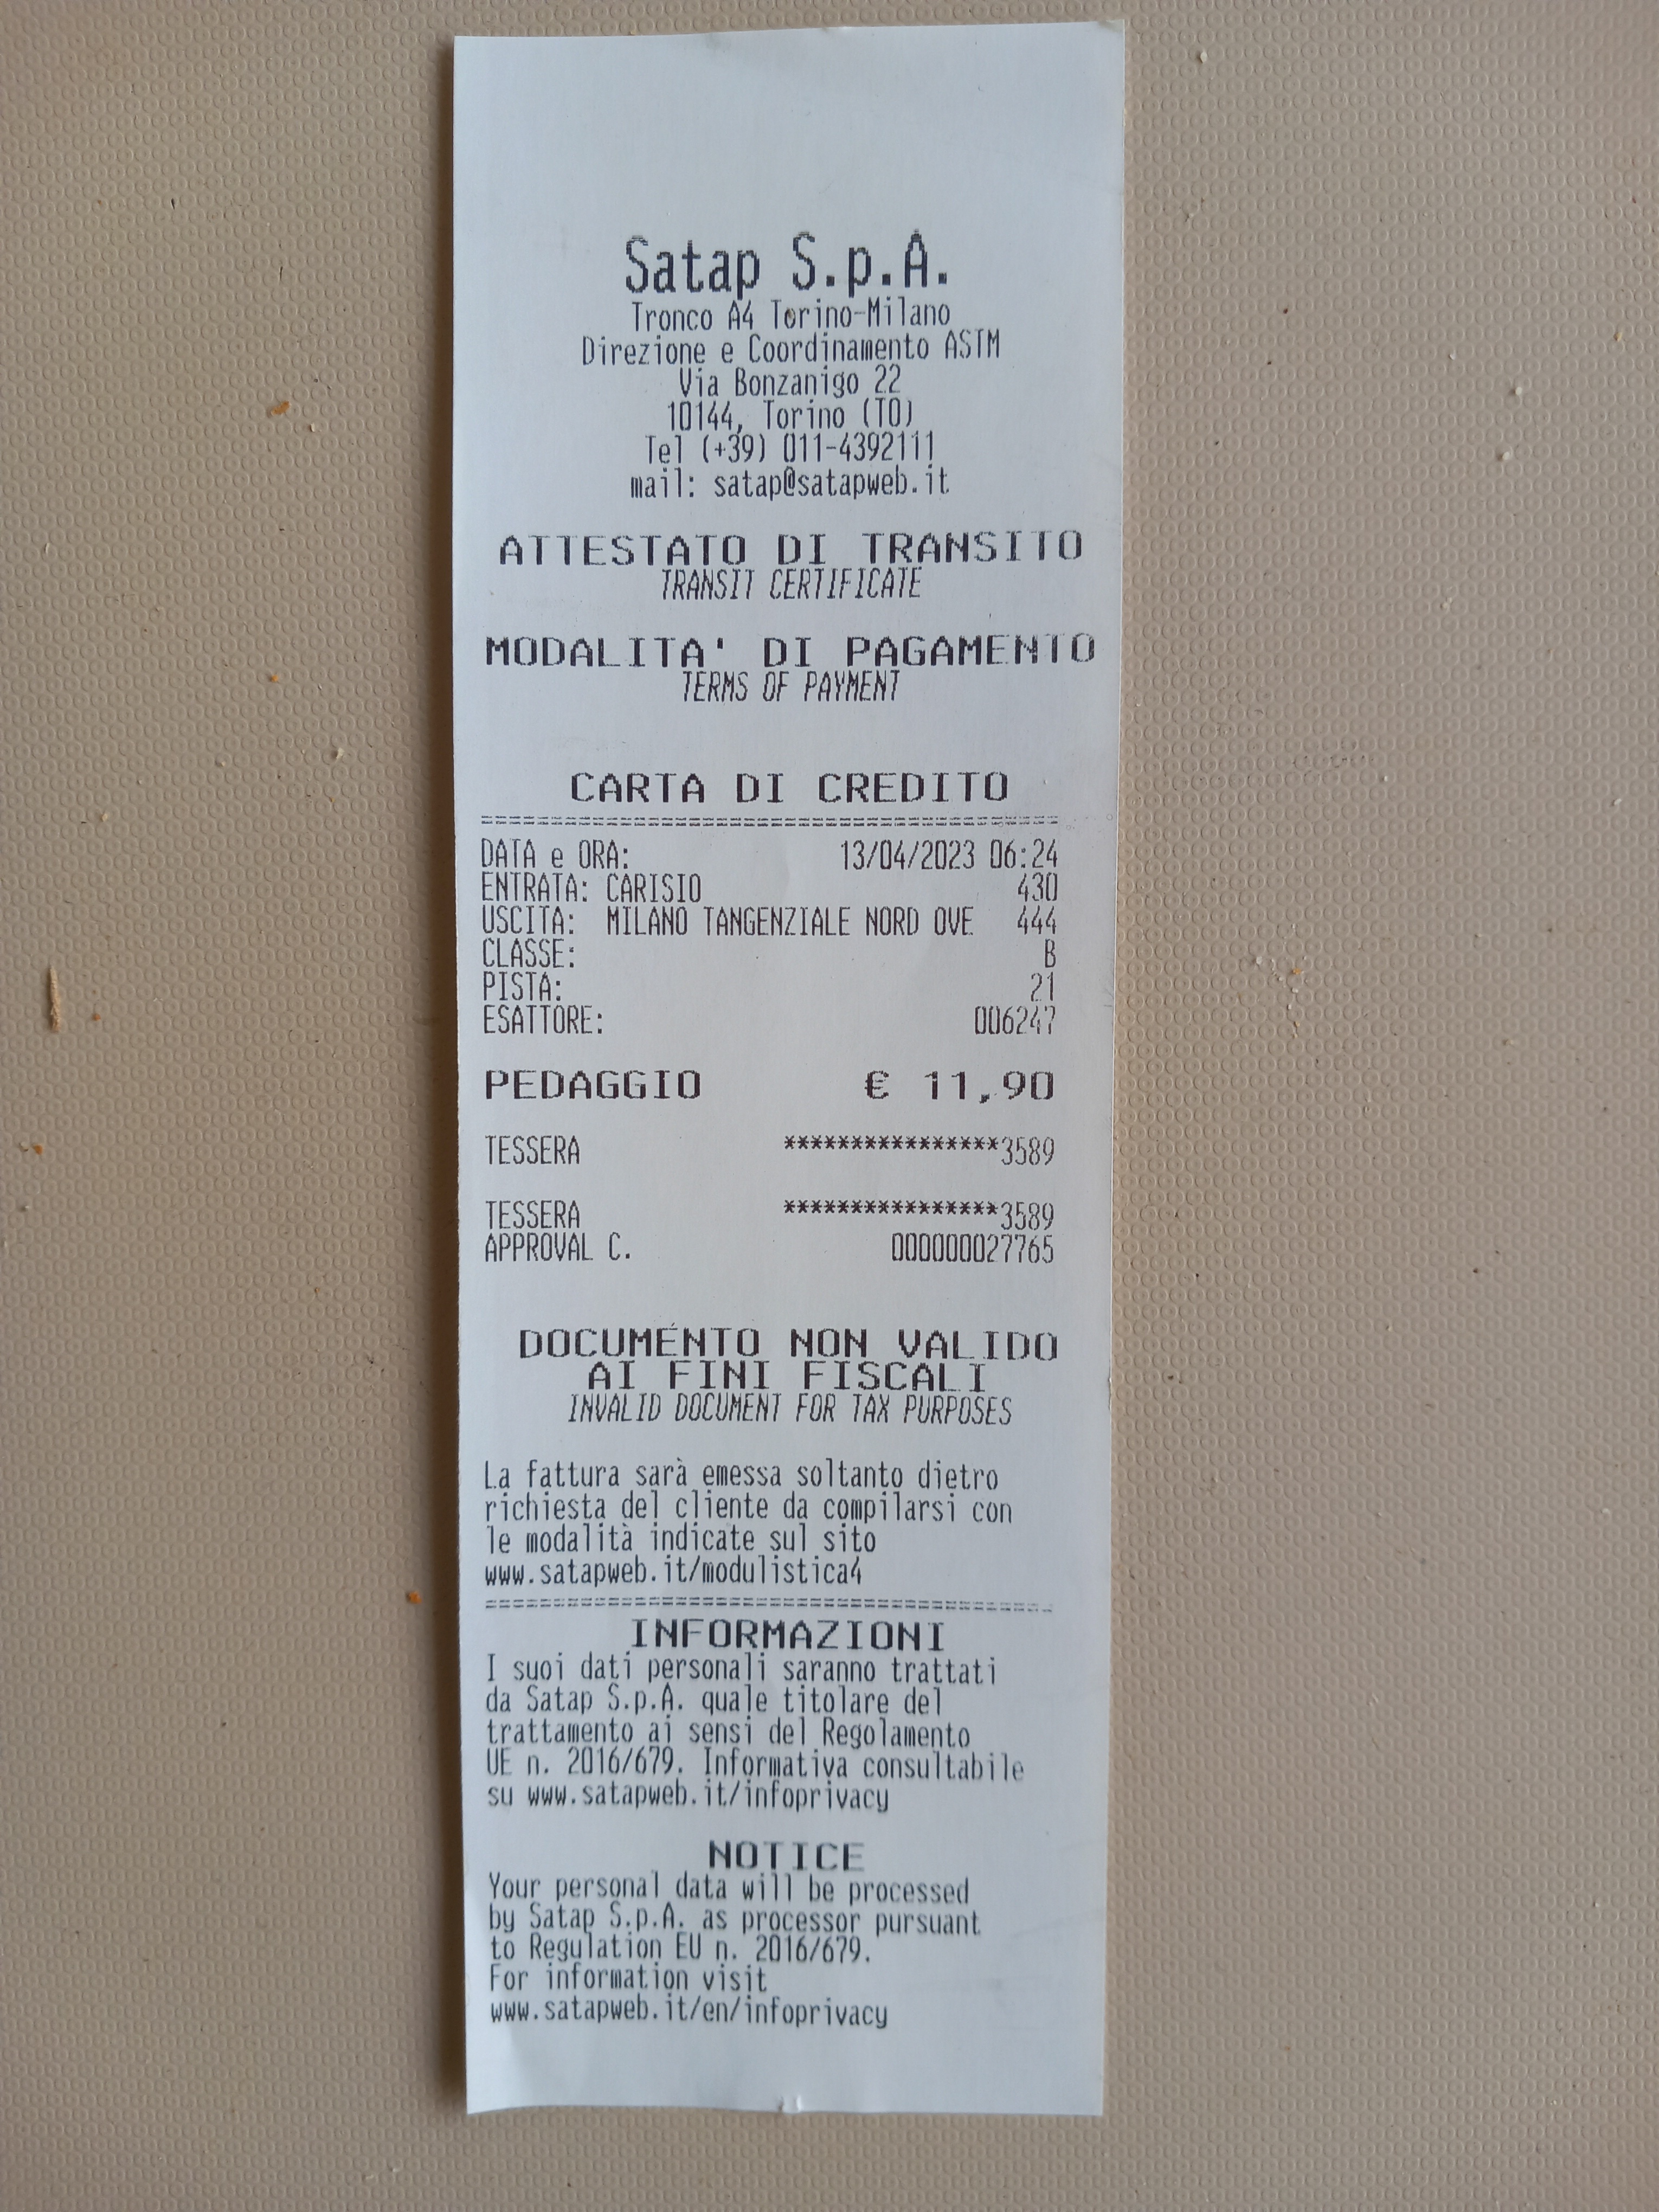 Satap S.p.A.
Tronco A4 Torino-Milano
Direzione e Coordinamento ASTM
Via Bonzanigo 22
10144, Torino (TO)
Tel (+39) 011-4392111
mail: satap@satapweb.it
ATTESTATO DI TRANSITO
TRANSIT CERTIFICATE
MODALITA' DI PAGAMENTO
TERMS OF PAYMENT
CARTA DI CREDITO
DATA e ORA: 13/04/2023 06:24
ENTRATA: CARISIO 430
USCITA: MILANO TANGENZIALE NORD OVE 444
CLASSE: B
PISTA: 21
ESATTORE: 006247
PEDAGGIO € 11,90
TESSERA ****************3589
TESSERA ****************3589
APPROVAL C. 000000027765
DOCUMENTO NON VALIDO
AI FINI FISCALI
INVALID DOCUMENT FOR TAX PURPOSES
La fattura sarà emessa soltanto dietro
richiesta del cliente da compilarsi con
le modalità indicate sul sito
www.satapweb.it/modulistica4
INFORMAZIONI
I suoi dati personali saranno trattati
da Satap S.p.A. quale titolare del
trattamento ai sensi del Regolamento
UE n. 2016/679. Informativa consultabile
su www.satapweb.it/infoprivacy
NOTICE
Your personal data will be processed
by Satap S.p.A. as processor pursuant
to Regulation EU n. 2016/679.
For information visit
www.satapweb.it/en/infoprivacy